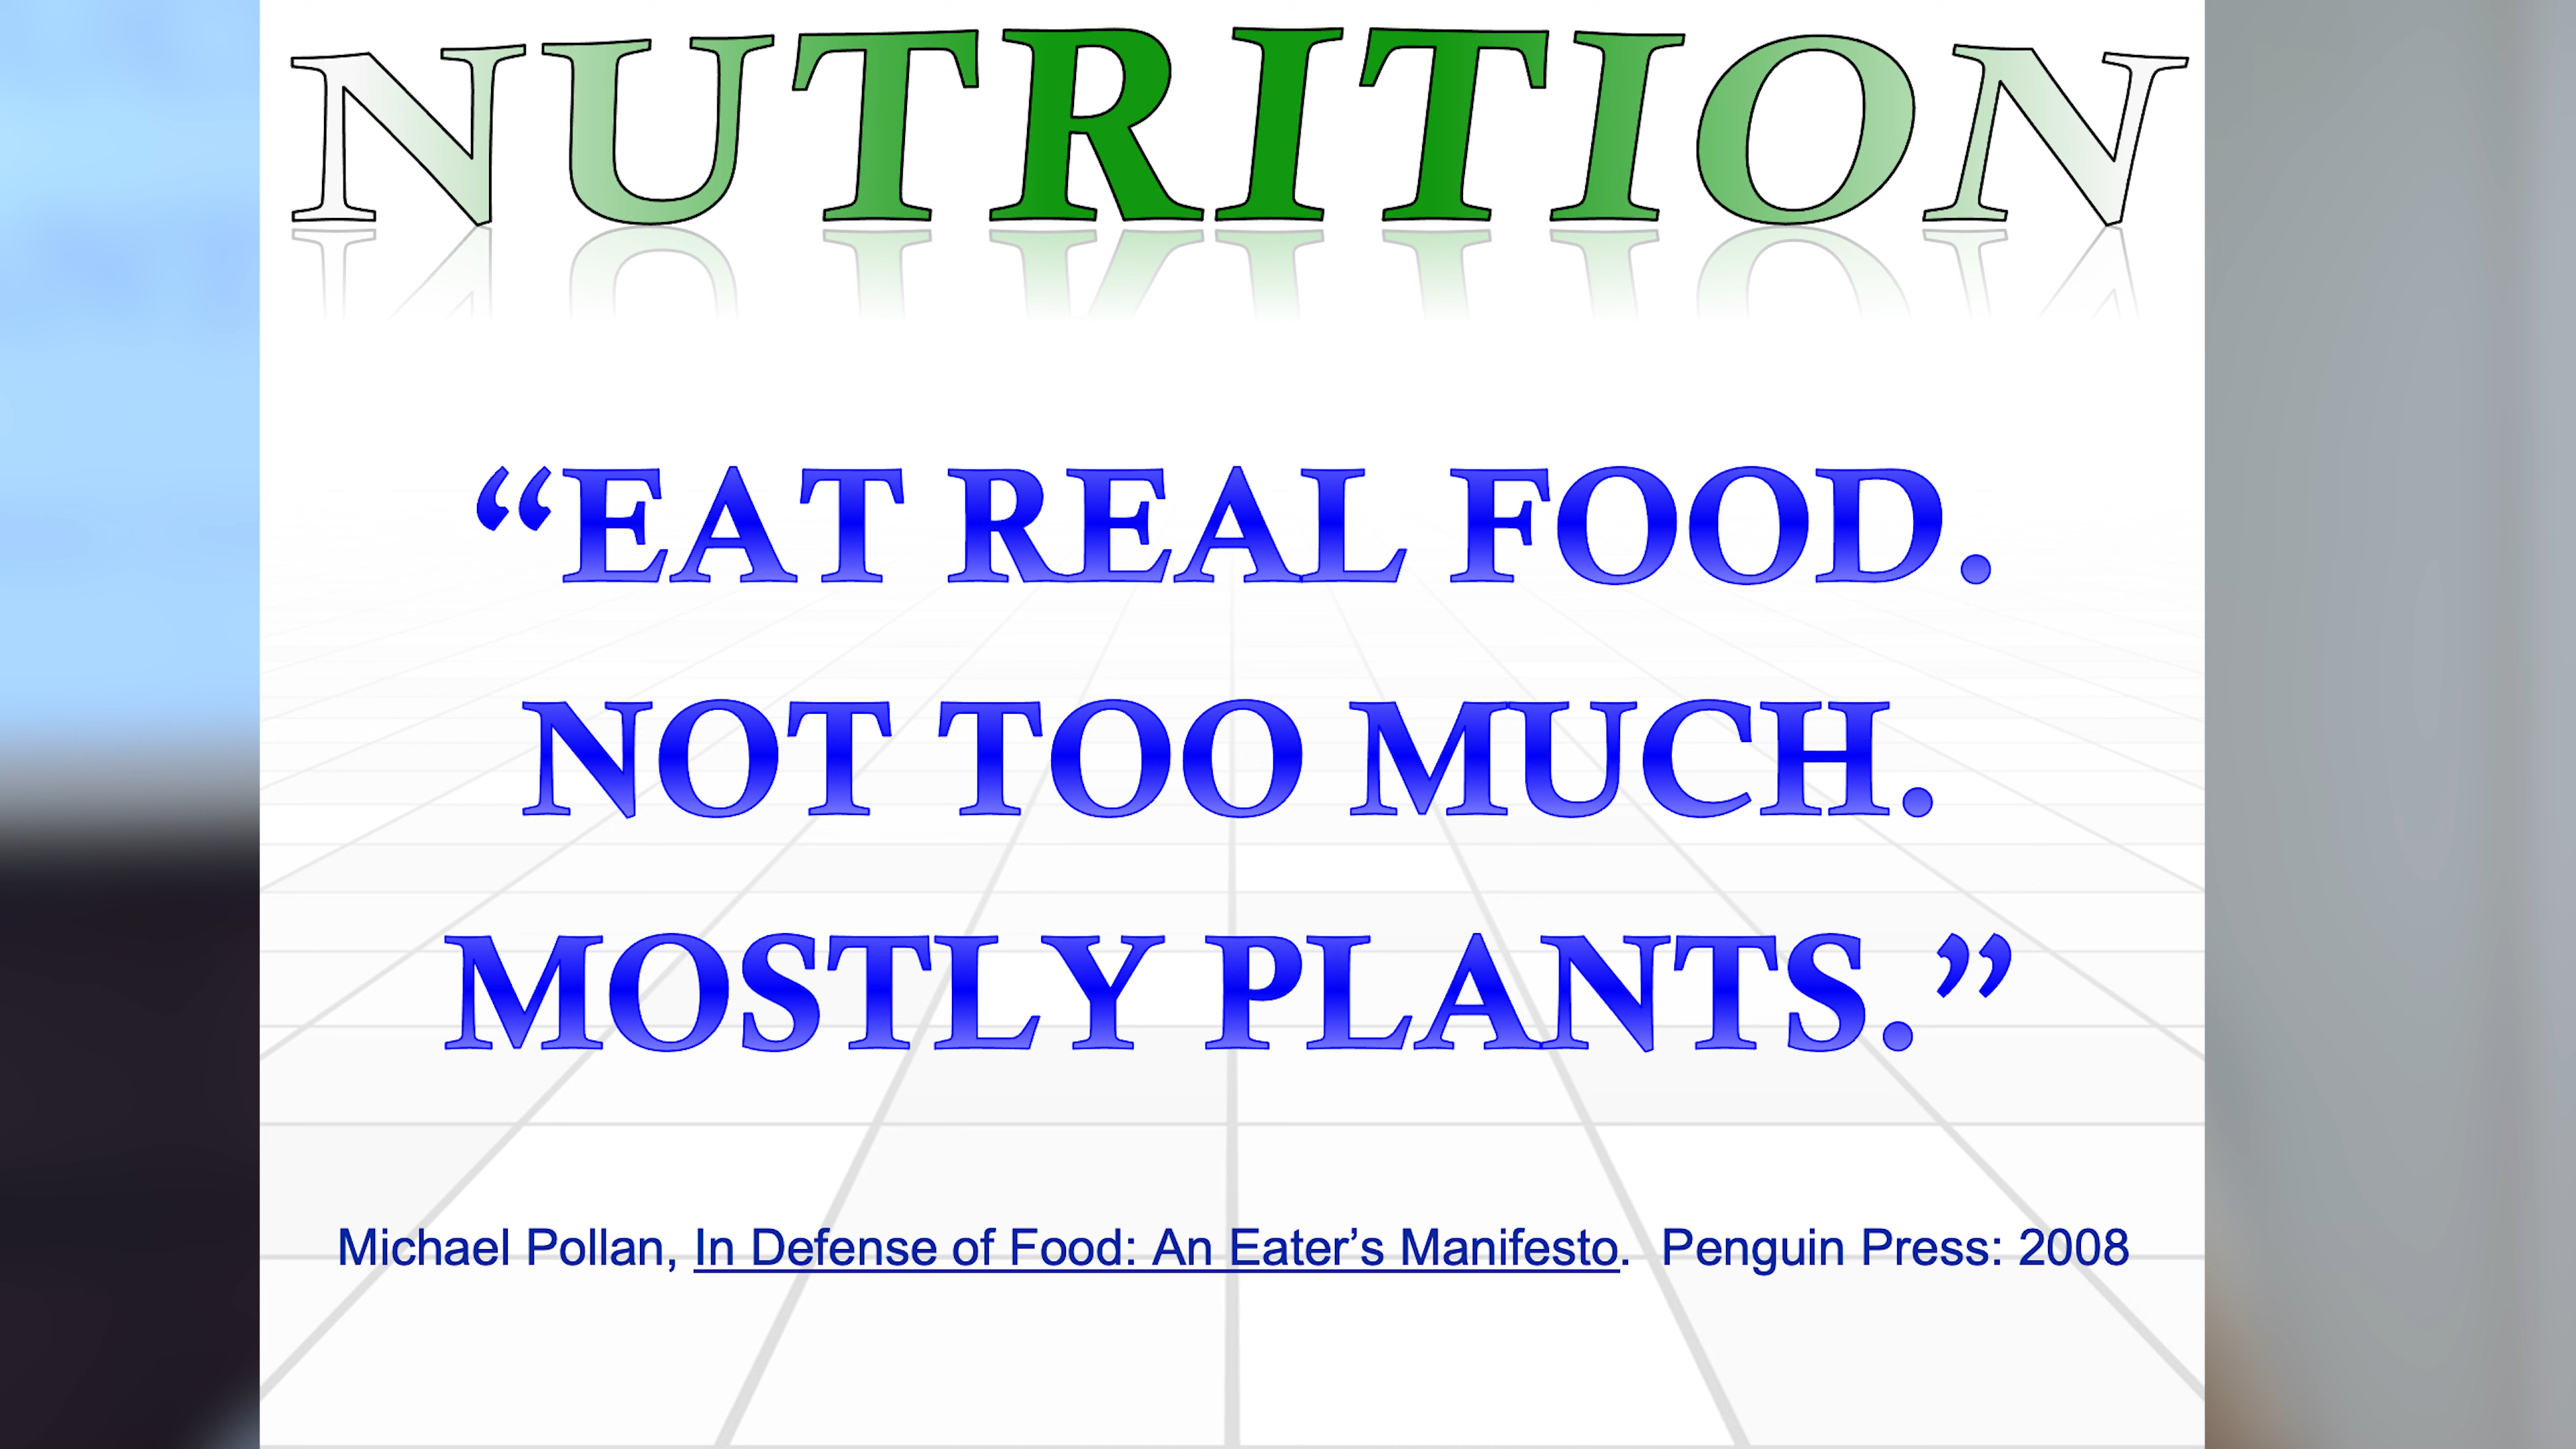 NUTRITION
“EAT REAL FOOD.
NOT TOO MUCH.
MOSTLY PLANTS.”
Michael Pollan, In Defense of Food: An Eater’s Manifesto.  Penguin Press: 2008